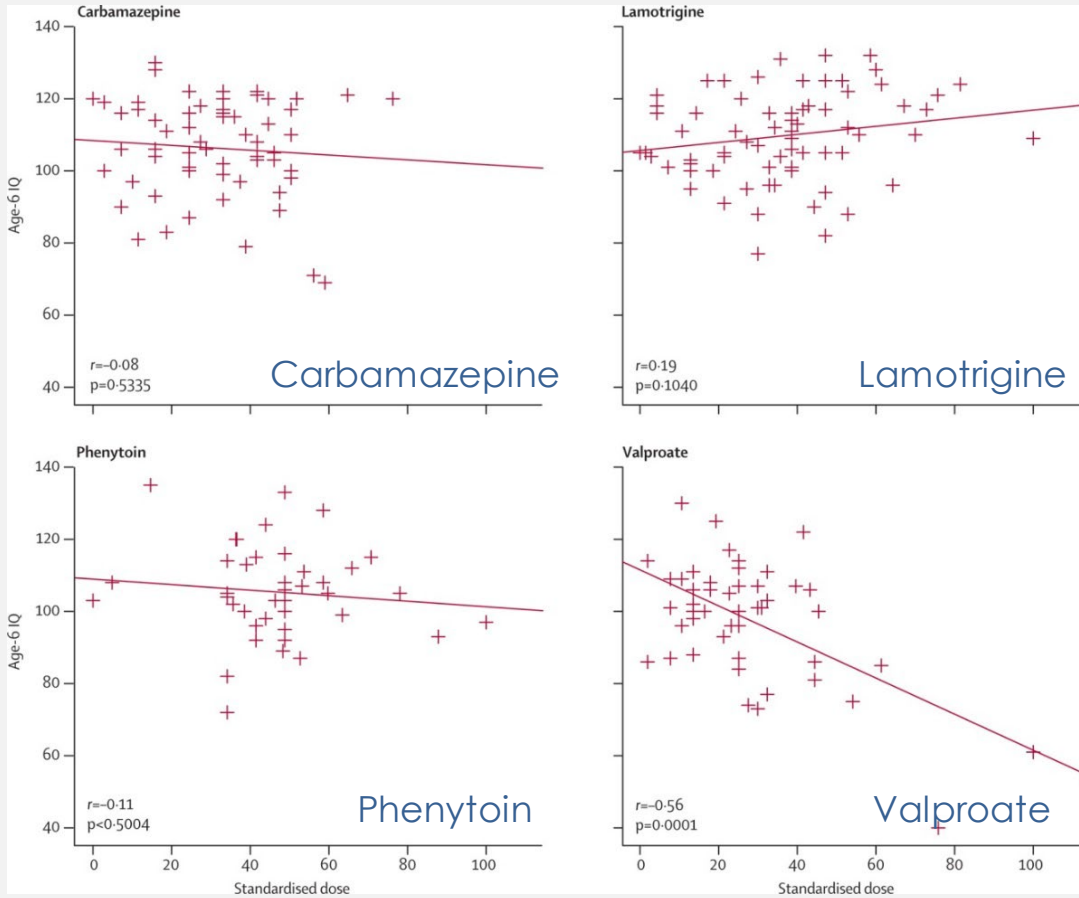 Carbamazepine
140
120
100
80
60
40
Age-6 IQ
r=–0·08
p=0·5335
Carbamazepine
Lamotrigine
r=0·19
p=0·1040
Lamotrigine
Phenytoin
140
120
100
80
60
40
Age-6 IQ
r=–0·11
p<0·5004
Phenytoin
0 20 40 60 80 100
Standardised dose
Valproate
r=–0·56
p=0·0001
Valproate
0 20 40 60 80 100
Standardised dose